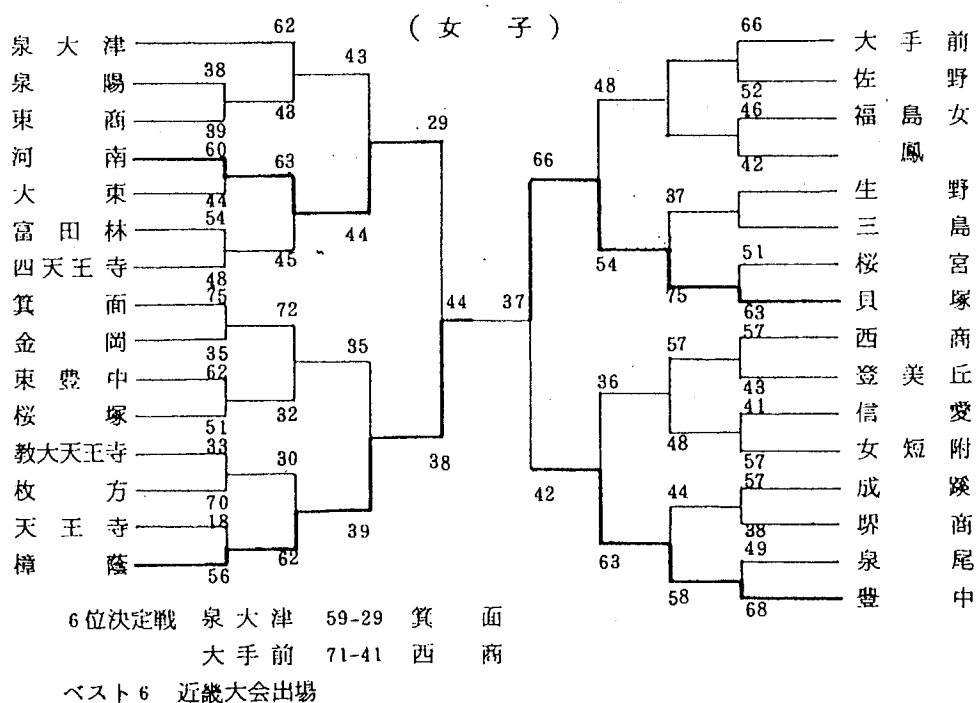 (女子)
泉大津
泉陽
東商
河南
大東
富田林
四天王寺
箕面
金岡
東豊中
桜塚
教大天王寺
枚方
天王寺
樟蔭
62
38
39
60
44
54
48
75
35
62
51
33
70
18
56
43
63
45
72
32
30
62
43
44
35
39
29
38
44
37
66
42
48
54
36
63
37
75
57
48
44
58
66
52
46
42
51
63
57
43
41
57
57
38
49
68
大手前
佐野
福島女
鳳
生野
三島
桜宮
貝塚
西商
登美丘
信愛
女短附
成蹊
堺商
泉尾
豊中
6位決定戦 泉大津 59-29 箕面
大手前 71-41 西商
ベスト6 近畿大会出場